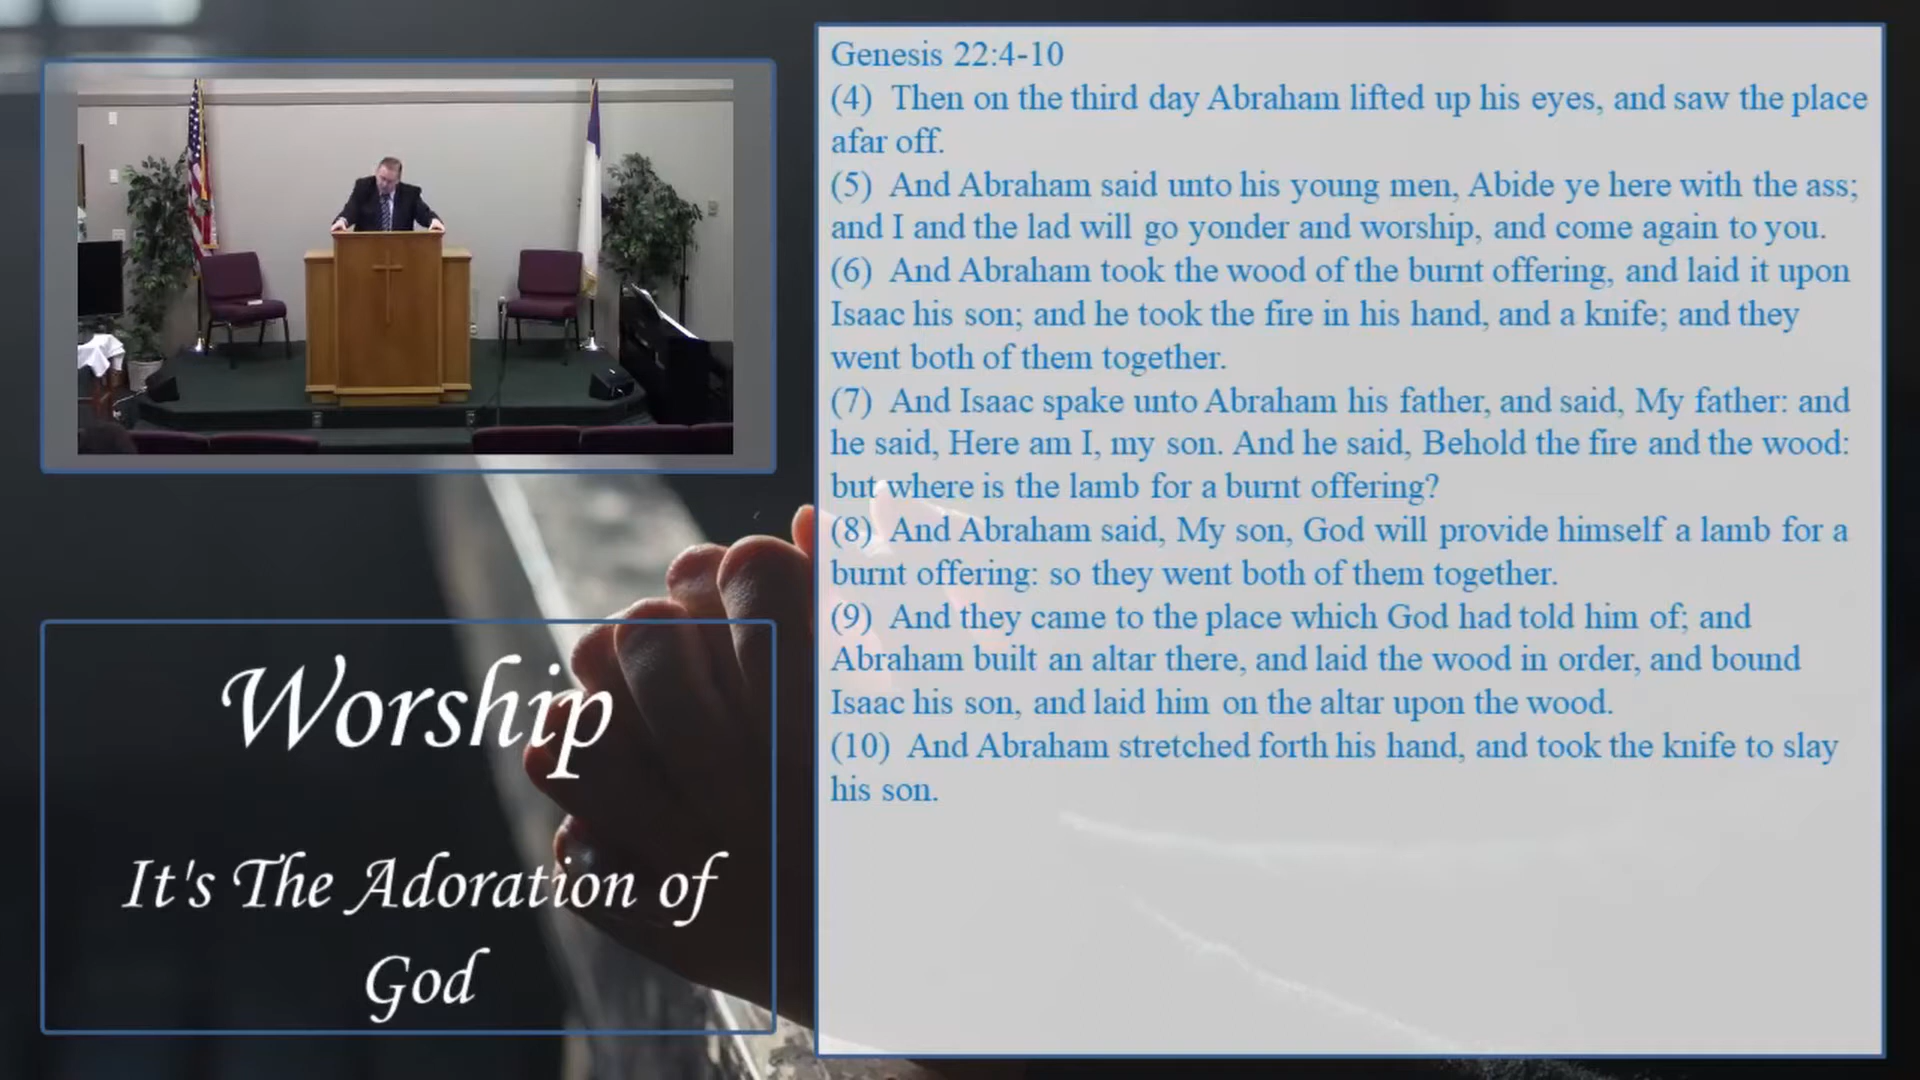 Genesis 22:4-10
(4) Then on the third day Abraham lifted up his eyes, and saw the place
afar off.
(5) And Abraham said unto his young men, Abide ye here with the ass;
and I and the lad will go yonder and worship, and come again to you.
(6) And Abraham took the wood of the burnt offering, and laid it upon
Isaac his son; and he took the fire in his hand, and a knife; and they
went both of them together.
(7) And Isaac spake unto Abraham his father, and said, My father: and
he said, Here am I, my son. And he said, Behold the fire and the wood:
but where is the lamb for a burnt offering?
(8) And Abraham said, My son, God will provide himself a lamb for a
burnt offering: so they went both of them together.
(9) And they came to the place which God had told him of; and
Abraham built an altar there, and laid the wood in order, and bound
Isaac his son, and laid him on the altar upon the wood.
(10) And Abraham stretched forth his hand, and took the knife to slay
his son.
Worship
It's The Adoration of
God